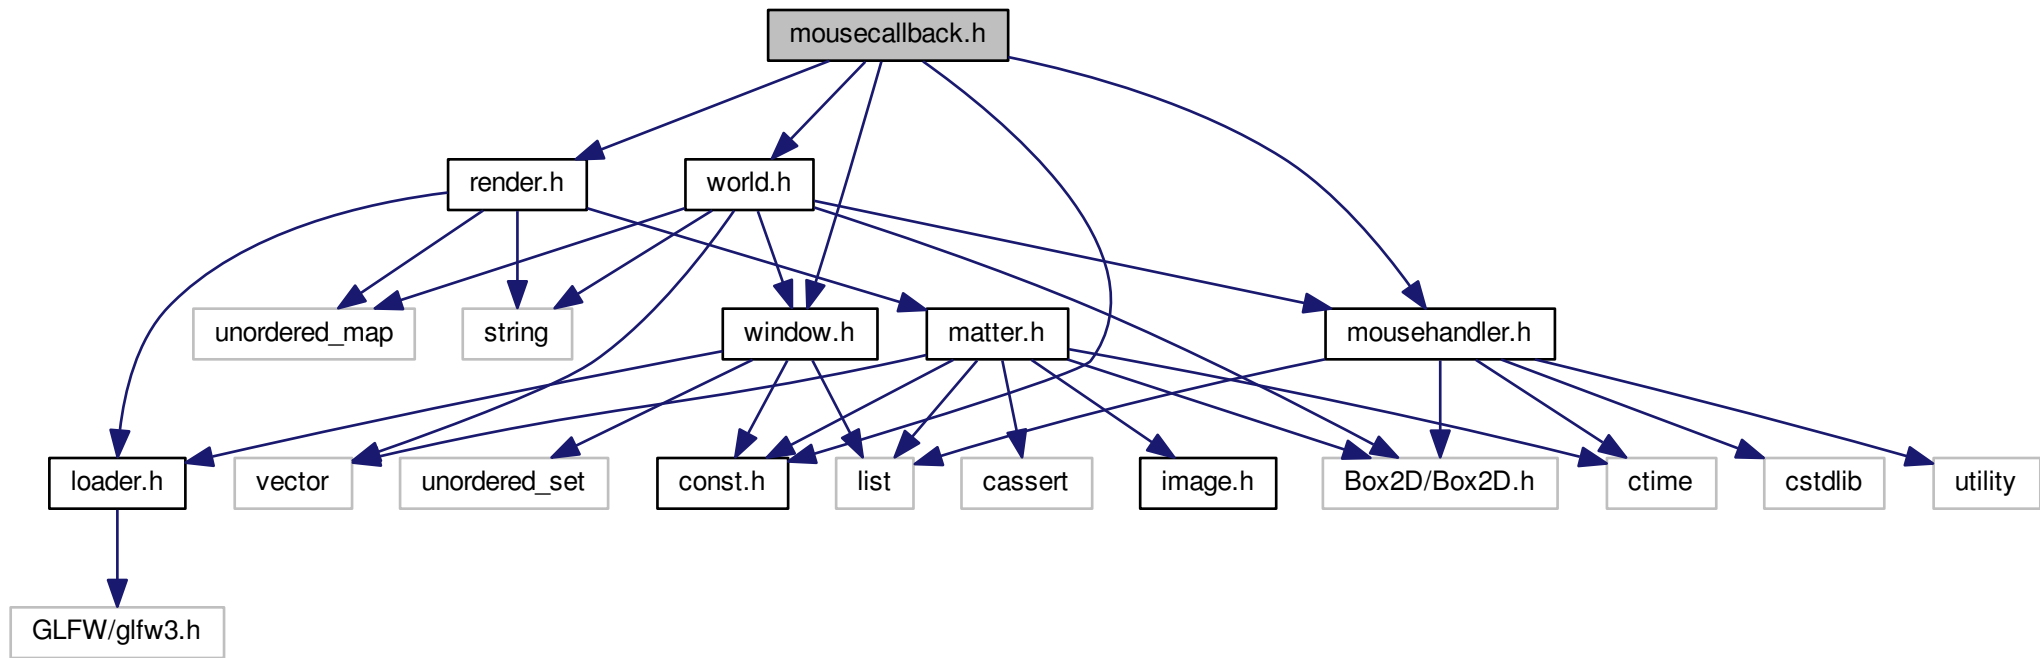 mousecallback.h
render.h
world.h
unordered_map
string
window.h
matter.h
mousehandler.h
loader.h
vector
unordered_set
const.h
list
cassert
image.h
Box2D/Box2D.h
ctime
cstdlib
utility
GLFW/glfw3.h